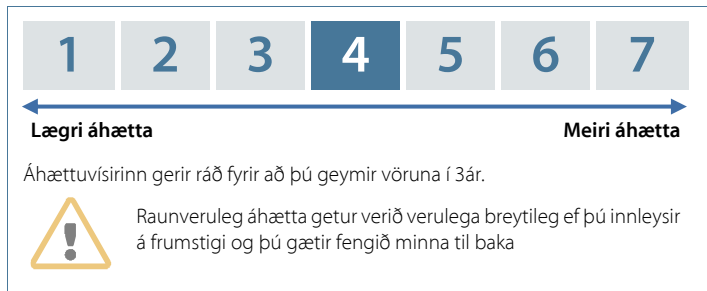 1 2 3 4 5 6 7
Lægri áhætta Meiri áhætta
Áhættuvísirinn gerir ráð fyrir að þú geymir vöruna í 3ár.
Raunveruleg áhætta getur verið verulega breytileg ef þú innleysir
á frumstigi og þú gætir fengið minna til baka